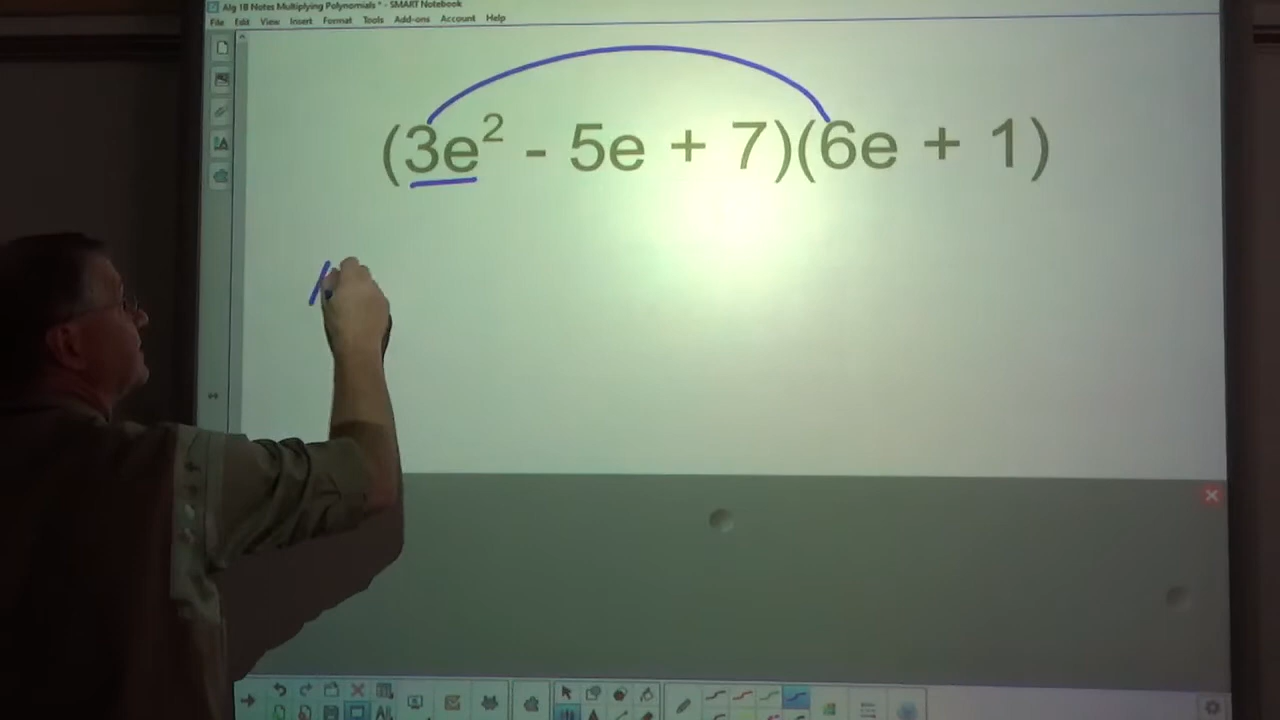 Alg 1B Notes Multiplying Polynomials * - SMART Notebook
File Edit View Insert Format Tools Add-ons Account Help
(3e² - 5e + 7)(6e + 1)